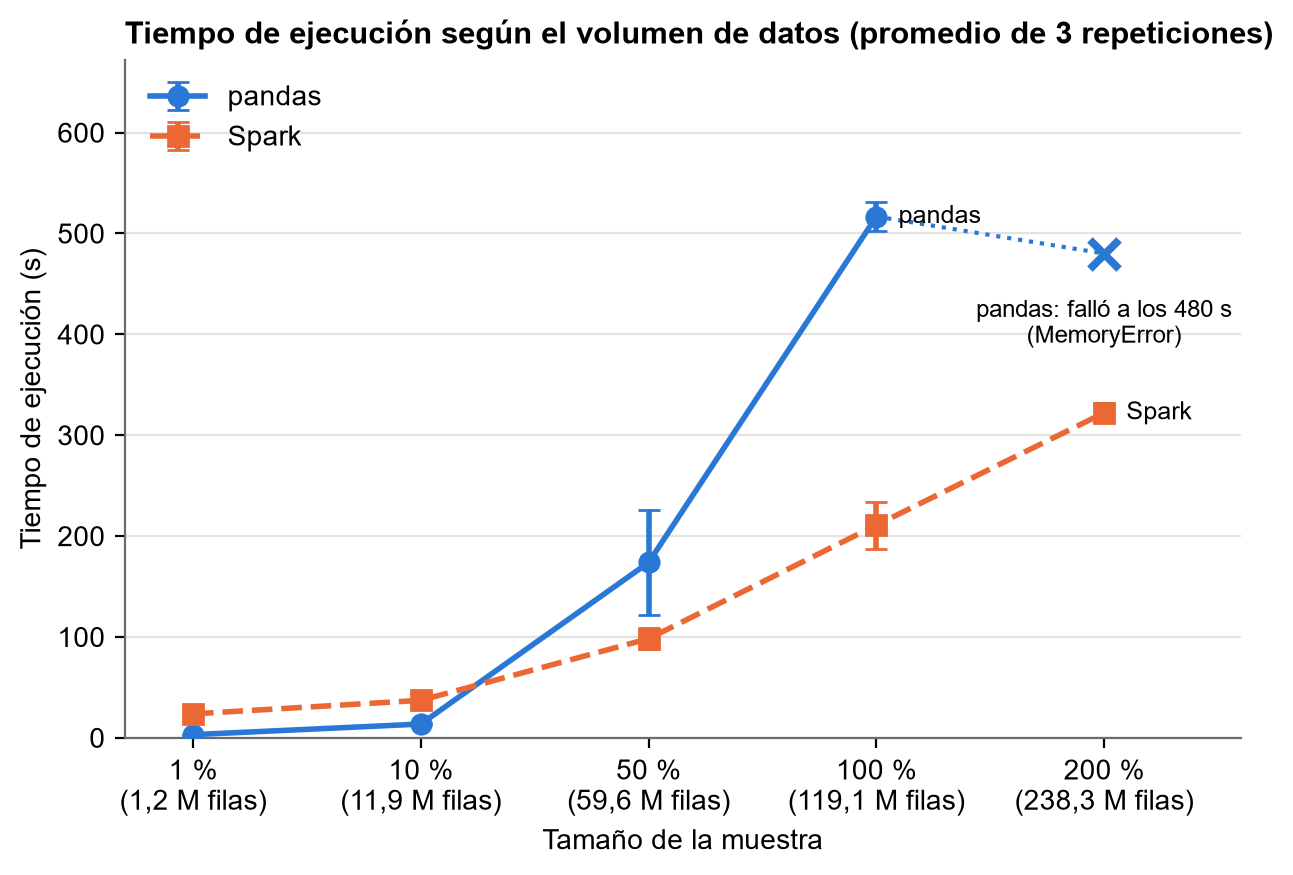 Tiempo de ejecución según el volumen de datos (promedio de 3 repeticiones)
pandas
Spark
Tiempo de ejecución (s)
600
500
400
300
200
100
0
pandas
pandas: falló a los 480 s
(MemoryError)
Spark
1 %
(1,2 M filas)
10 %
(11,9 M filas)
50 %
(59,6 M filas)
100 %
(119,1 M filas)
200 %
(238,3 M filas)
Tamaño de la muestra